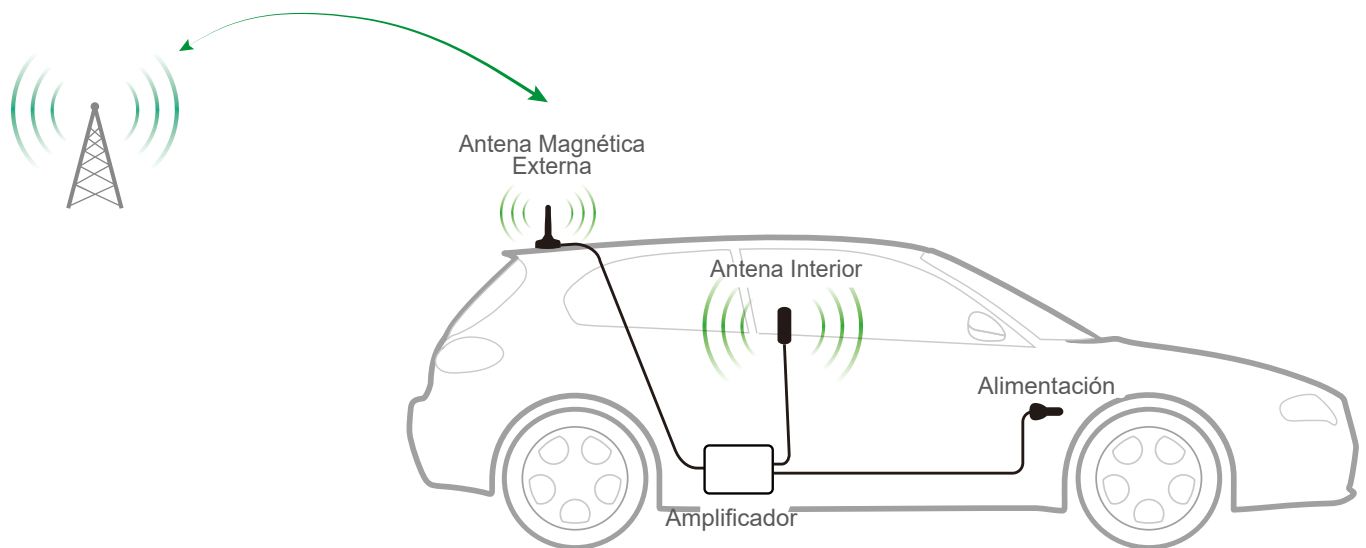 Antena Magnética
Externa
Antena Interior
Alimentación
Amplificador